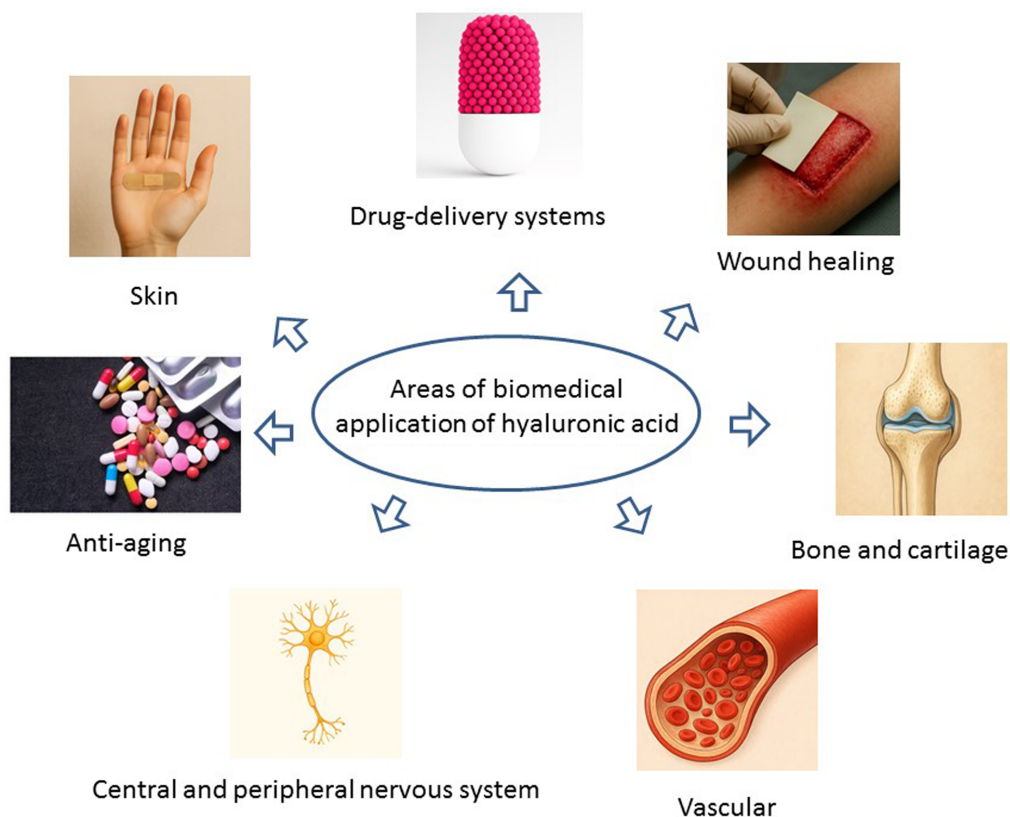 Drug-delivery systems
Wound healing
Skin
Areas of biomedical
application of hyaluronic acid
Anti-aging
Bone and cartilage
Central and peripheral nervous system
Vascular